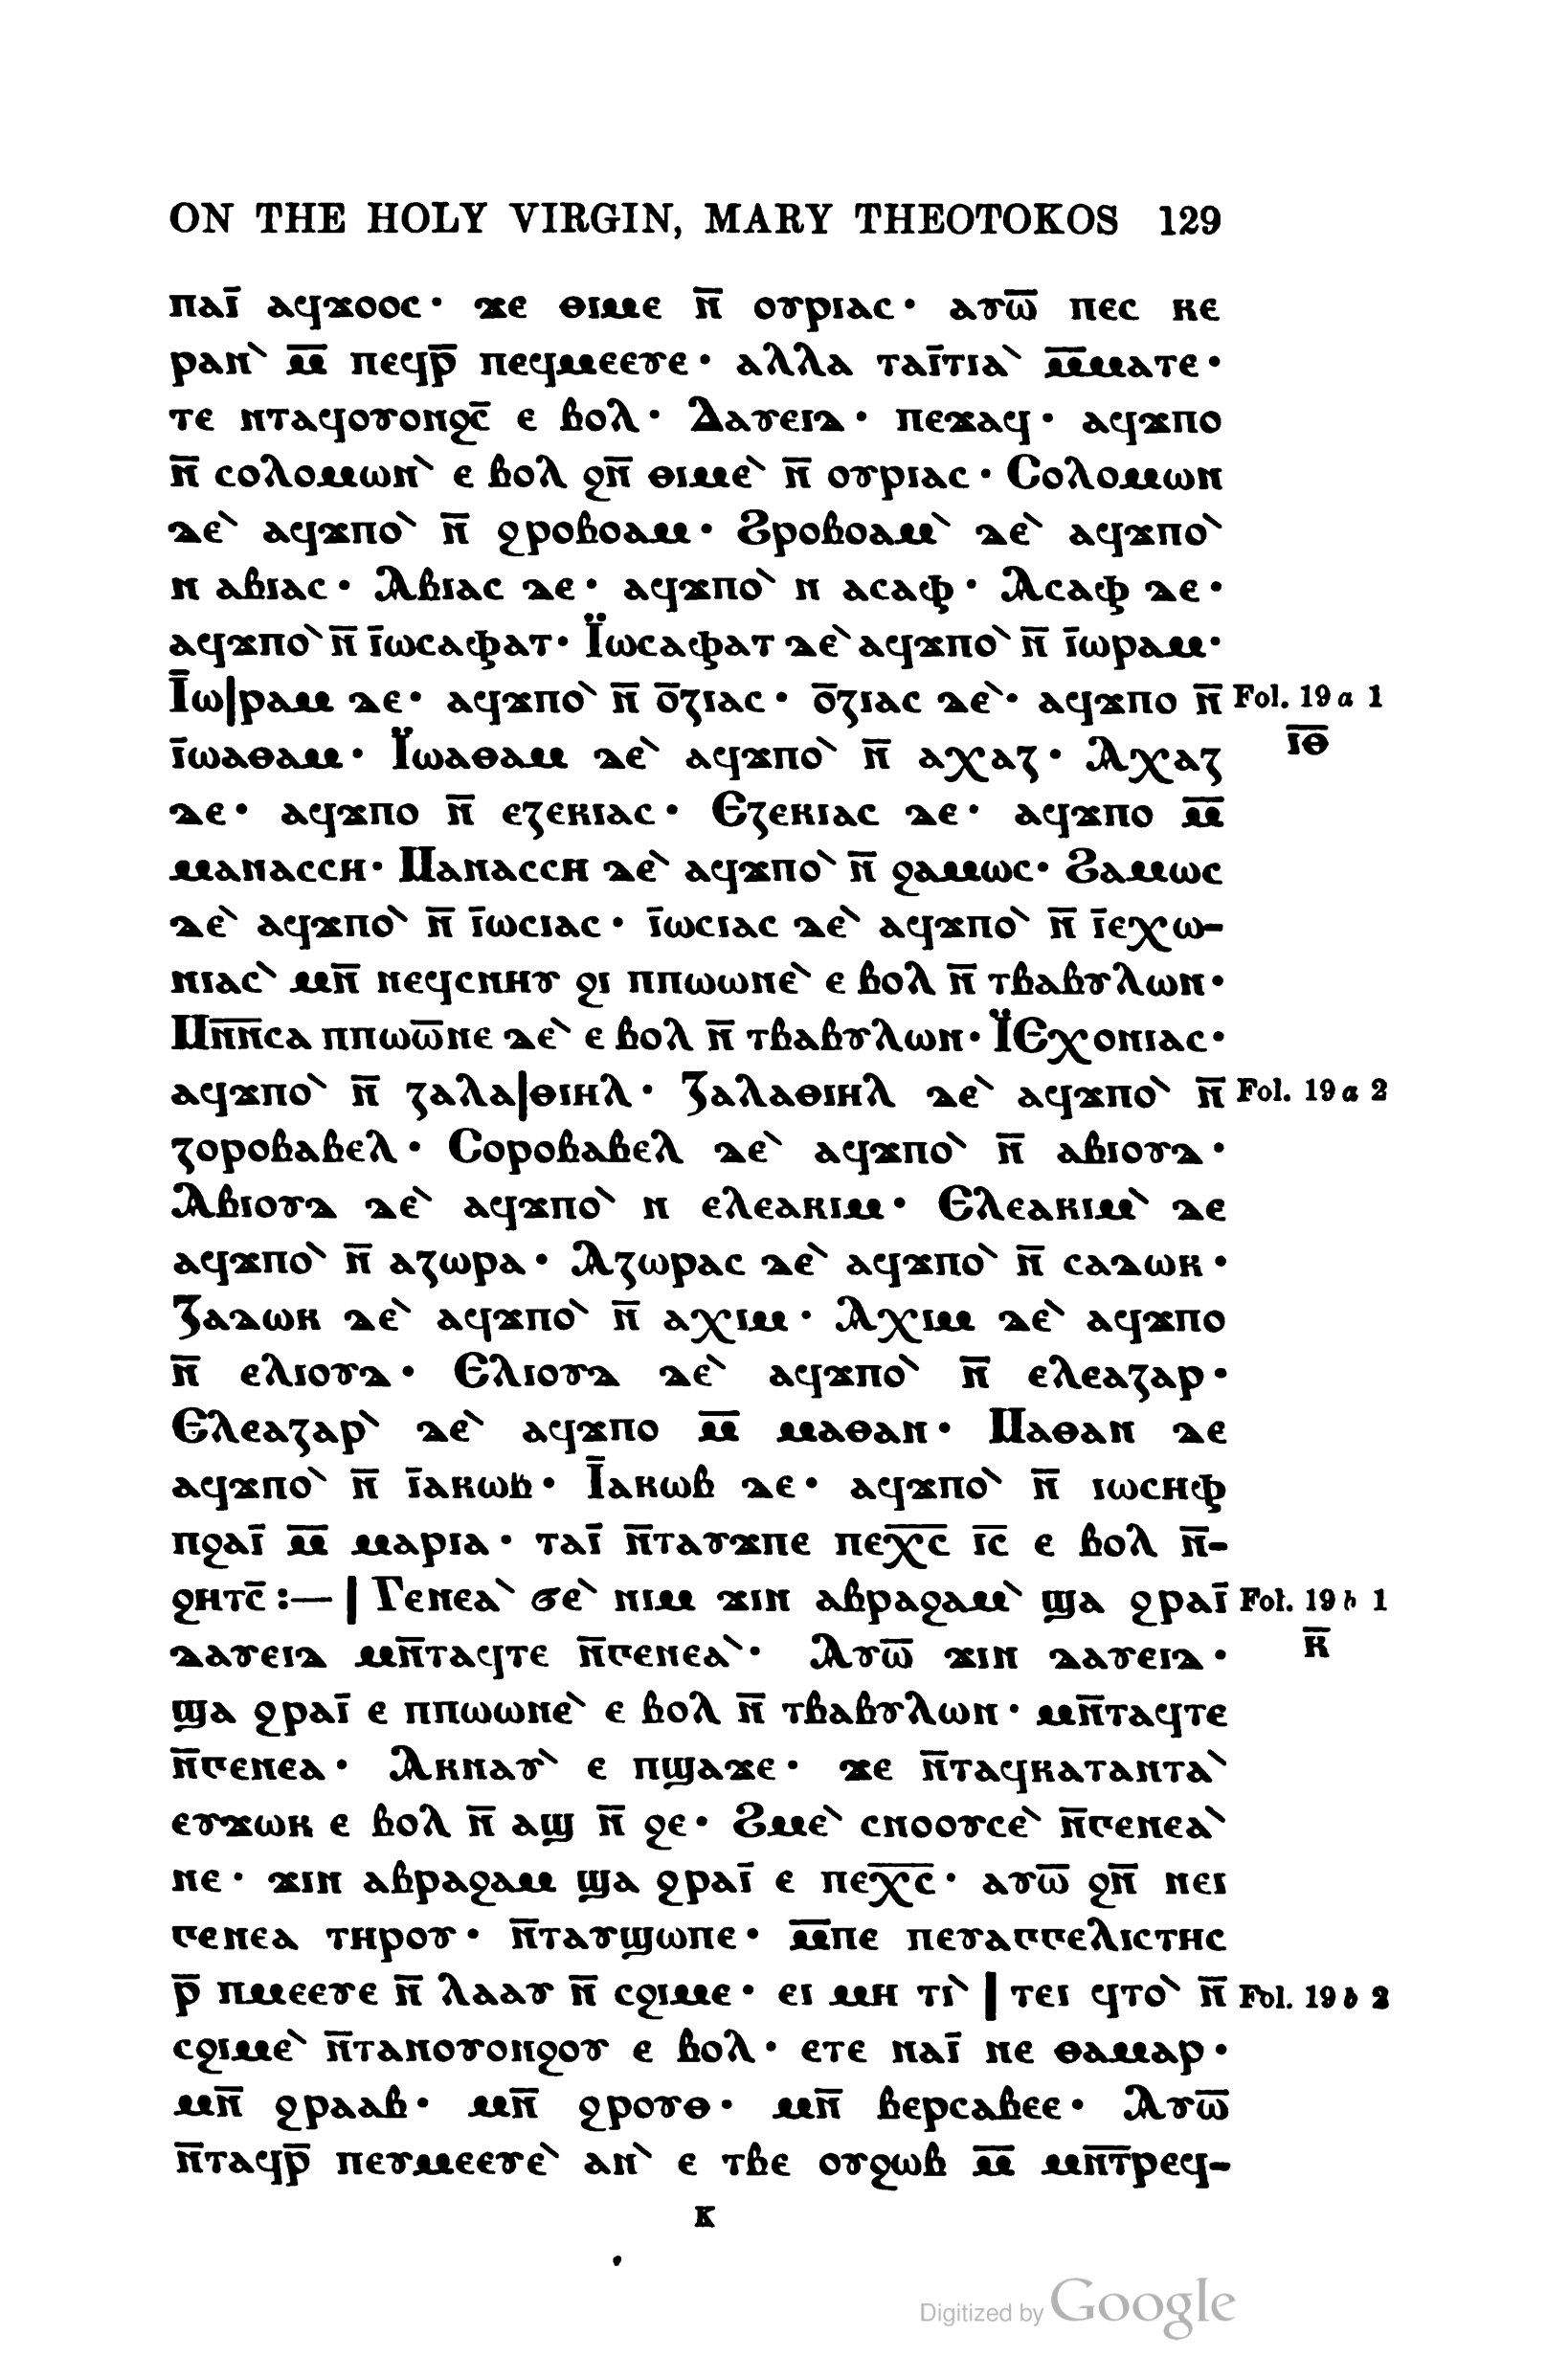 ON THE HOLY VIRGIN, MARY THEOTOKOS 129
ⲡⲁⲓ̄ ⲁϥϫⲟⲟⲥ· ϫⲉ ⲑⲓⲙⲉ ⲛ̄ ⲟⲩⲣⲓⲁⲥ· ⲁⲩⲱ̄ ⲡⲉⲥ ⲕⲉ
ⲣⲁⲛ̀ ⲙ̄ ⲡⲉϥⲣ̄ ⲡⲉϥⲙⲉⲉⲩⲉ· ⲁⲗⲗⲁ ⲧⲁⲓ̄ⲧⲓⲁ̀ ⲙ̄ⲙⲁⲧⲉ·
ⲧⲉ ⲛⲧⲁϥⲟⲩⲟⲛϩⲥ̄ ⲉ ⲃⲟⲗ· Ⲇⲁⲩⲉⲓⲇ· ⲡⲉϫⲁϥ· ⲁϥϫⲡⲟ
ⲛ̄ ⲥⲟⲗⲟⲙⲱⲛ̀ ⲉ ⲃⲟⲗ ϩⲛ̄ ⲑⲓⲙⲉ̀ ⲛ̄ ⲟⲩⲣⲓⲁⲥ· Ⲥⲟⲗⲟⲙⲱⲛ
ⲇⲉ̀ ⲁϥϫⲡⲟ̀ ⲛ̄ ϩⲣⲟⲃⲟⲁⲙ· Ϩⲣⲟⲃⲟⲁⲙ̀ ⲇⲉ̀ ⲁϥϫⲡⲟ̀
ⲛ ⲁⲃⲓⲁⲥ· Ⲁⲃⲓⲁⲥ ⲇⲉ· ⲁϥϫⲡⲟ̀ ⲛ ⲁⲥⲁⲫ· Ⲁⲥⲁⲫ ⲇⲉ·
ⲁϥϫⲡⲟ̀ ⲛ̄ ⲓ̄ⲱⲥⲁⲫⲁⲧ· Ⲓ̈ⲱⲥⲁⲫⲁⲧ ⲇⲉ̀ ⲁϥϫⲡⲟ̀ ⲛ̄ ⲓ̄ⲱⲣⲁⲙ·
Ⲓ̄ⲱ|ⲣⲁⲙ ⲇⲉ· ⲁϥϫⲡⲟ̀ ⲛ̄ ⲟ̄ⲍⲓⲁⲥ· ⲟ̄ⲍⲓⲁⲥ ⲇⲉ̀· ⲁϥϫⲡⲟ ⲛ̄ Fol. 19 a 1
ⲓ̄ⲱⲁⲑⲁⲙ· Ⲓ̈ⲱⲁⲑⲁⲙ ⲇⲉ̀ ⲁϥϫⲡⲟ̀ ⲛ̄ ⲁⲭⲁⲍ· Ⲁⲭⲁⲍ ⲓ̅ⲑ̅
ⲇⲉ· ⲁϥϫⲡⲟ ⲛ̄ ⲉⲍⲉⲕⲓⲁⲥ· Ⲉⲍⲉⲕⲓⲁⲥ ⲇⲉ· ⲁϥϫⲡⲟ ⲙ̄
ⲙⲁⲛⲁⲥⲥⲏ· Ⲙⲁⲛⲁⲥⲥⲏ ⲇⲉ̀ ⲁϥϫⲡⲟ̀ ⲛ̄ ϩⲁⲙⲱⲥ· Ϩⲁⲙⲱⲥ
ⲇⲉ̀ ⲁϥϫⲡⲟ̀ ⲛ̄ ⲓ̄ⲱⲥⲓⲁⲥ· ⲓ̄ⲱⲥⲓⲁⲥ ⲇⲉ̀ ⲁϥϫⲡⲟ̀ ⲛ̄ ⲓ̄ⲉⲭⲱ-
ⲛⲓⲁⲥ̀ ⲙⲛ̄ ⲛⲉϥⲥⲛⲏⲩ ϩⲓ ⲡⲡⲱⲱⲛⲉ̀ ⲉ ⲃⲟⲗ ⲛ̄ ⲧⲃⲁⲃⲩⲗⲱⲛ·
Ⲙⲛ̅ⲛ̅ⲥⲁ ⲡⲡⲱⲱ̄ⲛⲉ ⲇⲉ̀ ⲉ ⲃⲟⲗ ⲛ̄ ⲧⲃⲁⲃⲩⲗⲱⲛ· Ⲓ̈Ⲉⲭⲟⲛⲓⲁⲥ·
ⲁϥϫⲡⲟ̀ ⲛ̄ ⲍⲁⲗⲁ|ⲑⲓⲏⲗ· Ⲍⲁⲗⲁⲑⲓⲏⲗ ⲇⲉ̀ ⲁϥϫⲡⲟ̀ ⲛ̄ Fol. 19 a 2
ⲍⲟⲣⲟⲃⲁⲃⲉⲗ· Ⲥⲟⲣⲟⲃⲁⲃⲉⲗ ⲇⲉ̀ ⲁϥϫⲡⲟ̀ ⲛ̄ ⲁⲃⲓⲟⲩⲇ·
Ⲁⲃⲓⲟⲩⲇ ⲇⲉ̀ ⲁϥϫⲡⲟ̀ ⲛ ⲉⲗⲉⲁⲕⲓⲙ· Ⲉⲗⲉⲁⲕⲓⲙ̀ ⲇⲉ
ⲁϥϫⲡⲟ̀ ⲛ̄ ⲁⲍⲱⲣⲁ· Ⲁⲍⲱⲣⲁⲥ ⲇⲉ̀ ⲁϥϫⲡⲟ̀ ⲛ̄ ⲥⲁⲇⲱⲕ·
Ⲍⲁⲇⲱⲕ ⲇⲉ̀ ⲁϥϫⲡⲟ̀ ⲛ̄ ⲁⲭⲓⲙ· Ⲁⲭⲓⲙ ⲇⲉ̀ ⲁϥϫⲡⲟ
ⲛ̄ ⲉⲗⲓⲟⲩⲇ· Ⲉⲗⲓⲟⲩⲇ ⲇⲉ̀ ⲁϥϫⲡⲟ̀ ⲛ̄ ⲉⲗⲉⲁⲍⲁⲣ·
Ⲉⲗⲉⲁⲍⲁⲣ̀ ⲇⲉ̀ ⲁϥϫⲡⲟ ⲙ̄ ⲙⲁⲑⲁⲛ· Ⲙⲁⲑⲁⲛ ⲇⲉ
ⲁϥϫⲡⲟ̀ ⲛ̄ ⲓ̄ⲁⲕⲱⲃ· Ⲓ̄ⲁⲕⲱⲃ ⲇⲉ· ⲁϥϫⲡⲟ̀ ⲛ̄ ⲓⲱⲥⲏⲫ
ⲡϩⲁⲓ̄ ⲙ̄ ⲙⲁⲣⲓⲁ· ⲧⲁⲓ̄ ⲛ̄ⲧⲁⲩϫⲡⲉ ⲡⲉⲭ̅ⲥ̅ ⲓ̅ⲥ̅ ⲉ ⲃⲟⲗ ⲛ̄-
ϩⲏⲧⲥ̄ :— | Ⲅⲉⲛⲉⲁ̀ ϭⲉ̀ ⲛⲓⲙ ϫⲓⲛ ⲁⲃⲣⲁϩⲁⲙ̀ ϣⲁ ϩⲣⲁⲓ̄ Fol. 19 b 1
ⲇⲁⲩⲉⲓⲇ ⲙⲛ̄ⲧⲁϥⲧⲉ ⲛ̄ⲅⲉⲛⲉⲁ̀· Ⲁⲩⲱ̄ ϫⲓⲛ ⲇⲁⲩⲉⲓⲇ· ⲕ̄
ϣⲁ ϩⲣⲁⲓ̄ ⲉ ⲡⲡⲱⲱⲛⲉ̀ ⲉ ⲃⲟⲗ ⲛ̄ ⲧⲃⲁⲃⲩⲗⲱⲛ· ⲙⲛ̄ⲧⲁϥⲧⲉ
ⲛ̄ⲅⲉⲛⲉⲁ· Ⲁⲕⲛⲁⲩ̀ ⲉ ⲡϣⲁϫⲉ· ϫⲉ ⲛ̄ⲧⲁϥⲕⲁⲧⲁⲛⲧⲁ̀
ⲉⲩϫⲱⲕ ⲉ ⲃⲟⲗ ⲛ̄ ⲁϣ ⲛ̄ ϩⲉ· Ϩⲙⲉ̀ ⲥⲛⲟⲟⲩⲥⲉ̀ ⲛ̄ⲅⲉⲛⲉⲁ̀
ⲛⲉ· ϫⲓⲛ ⲁⲃⲣⲁϩⲁⲙ ϣⲁ ϩⲣⲁⲓ̄ ⲉ ⲡⲉⲭ̅ⲥ̅· ⲁⲩⲱ̄ ϩⲛ̄ ⲛⲉⲓ
ⲅⲉⲛⲉⲁ ⲧⲏⲣⲟⲩ· ⲛ̄ⲧⲁⲩϣⲱⲡⲉ· ⲙ̄ⲡⲉ ⲡⲉⲩⲁⲅⲅⲉⲗⲓⲥⲧⲏⲥ
ⲣ̄ ⲡⲙⲉⲉⲩⲉ ⲛ̄ ⲗⲁⲁⲩ ⲛ̄ ⲥϩⲓⲙⲉ· ⲉⲓ ⲙⲏ ⲧⲓ̀ | ⲧⲉⲓ ϥⲧⲟ̀ ⲛ̄ Fol. 19 b 2
ⲥϩⲓⲙⲉ̀ ⲛ̄ⲧⲁⲛⲟⲩⲟⲛϩⲟⲩ ⲉ ⲃⲟⲗ· ⲉⲧⲉ ⲛⲁⲓ̄ ⲛⲉ ⲑⲁⲙⲁⲣ·
ⲙⲛ̄ ϩⲣⲁⲁⲃ· ⲙⲛ̄ ϩⲣⲟⲩⲑ· ⲙⲛ̄ ⲃⲉⲣⲥⲁⲃⲉⲉ· Ⲁⲩⲱ̄
ⲛ̄ⲧⲁϥⲣ̄ ⲡⲉⲩⲙⲉⲉⲩⲉ̀ ⲁⲛ̀ ⲉ ⲧⲃⲉ ⲟⲩϩⲱⲃ ⲙ̄ ⲙⲛ̅ⲧ̅ⲣⲉϥ-
K
Digitized by Google